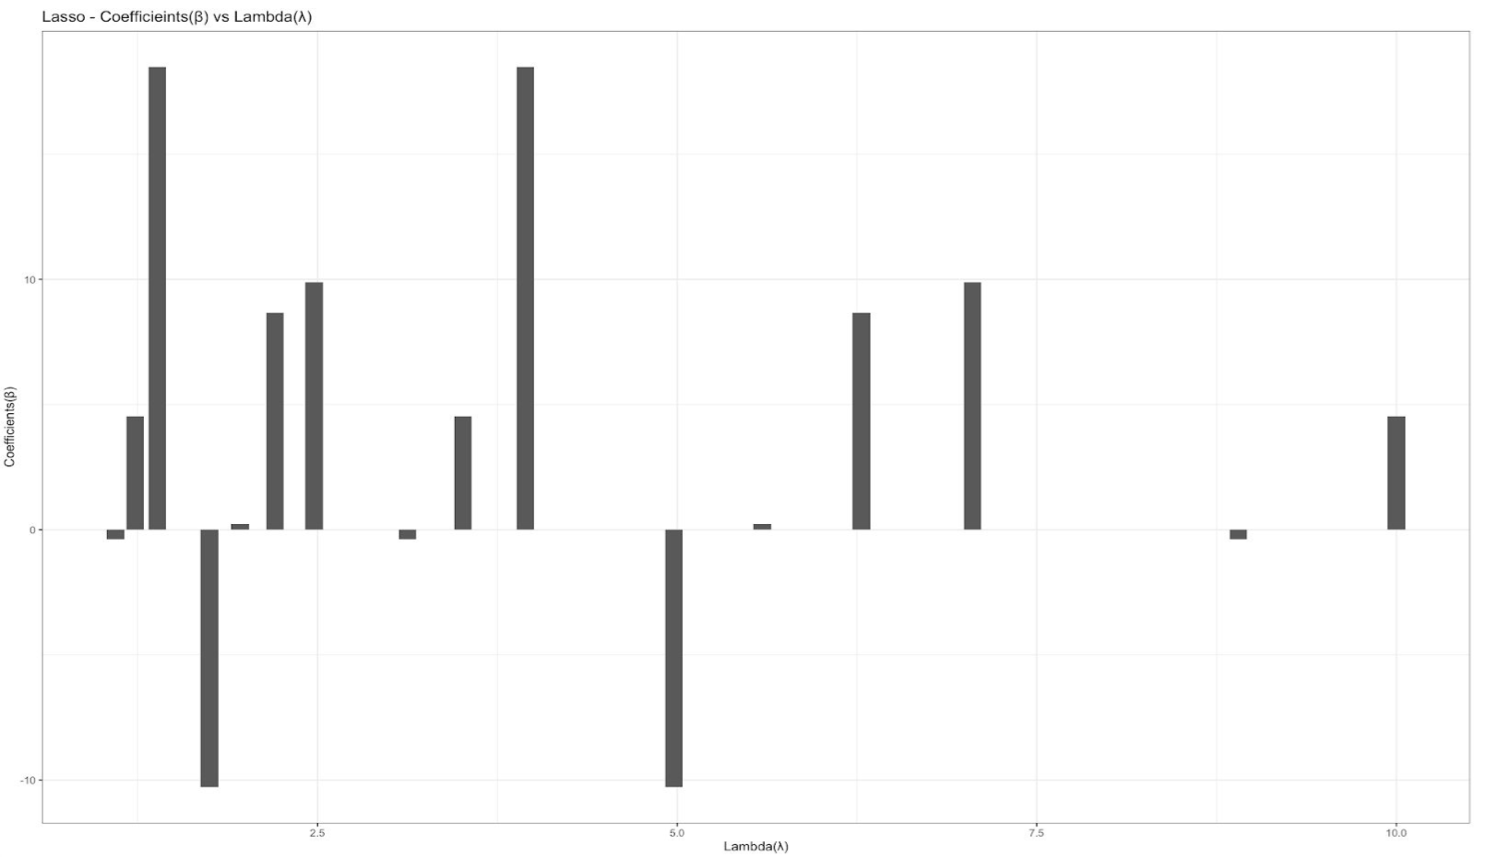 Lasso - Coefficieints(β) vs Lambda(λ)
10
0
-10
Coefficients(β)
2.5 5.0 7.5 10.0
Lambda(λ)